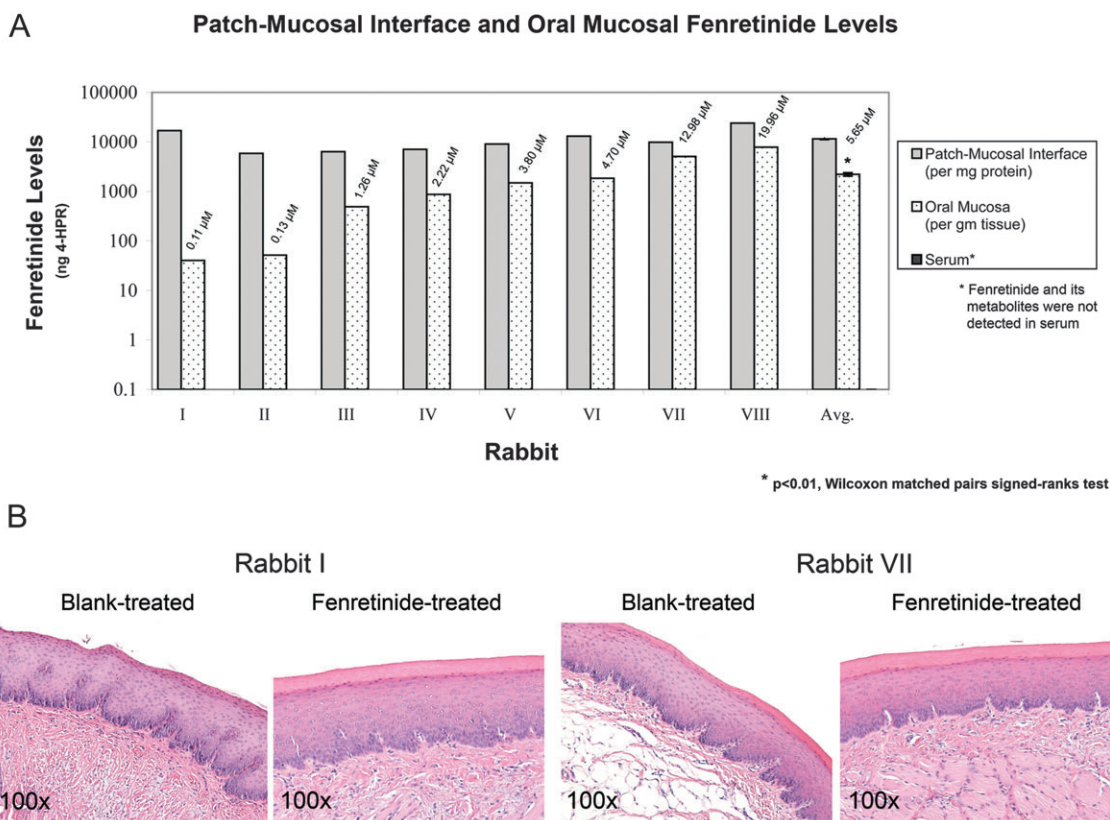 A
Patch-Mucosal Interface and Oral Mucosal Fenretinide Levels
Fenretinide Levels
(ng 4-HPR)
100000
10000
1000
100
10
1
0.1
0.11 µM
0.13 µM
1.26 µM
2.22 µM
3.80 µM
4.70 µM
12.98 µM
19.96 µM
5.65 µM
*
I II III IV V VI VII VIII Avg.
Rabbit
Patch-Mucosal Interface
(per mg protein)
Oral Mucosa
(per gm tissue)
Serum*
* Fenretinide and its
metabolites were not
detected in serum
* p<0.01, Wilcoxon matched pairs signed-ranks test
B
Rabbit I
Rabbit VII
Blank-treated
Fenretinide-treated
Blank-treated
Fenretinide-treated
100x
100x
100x
100x